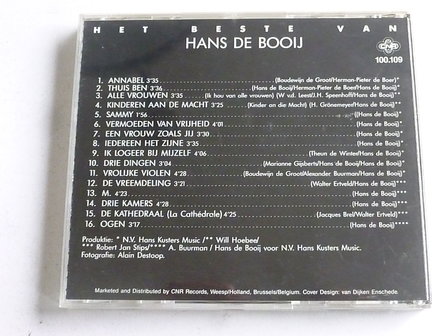 HET BESTE VAN
HANS DE BOOIJ
CNR
100.109
1. ANNABEL 3'35 (Boudewijn de Groot/Herman-Pieter de Boer)*
2. THUIS BEN 3'36 (Hans de Booij/Herman-Pieter de Boer/Hans de Booij)*
3. ALLE VROUWEN 3'35 (Ik hou van alle vrouwen) (W. v.d. Leest/J.H. Speenhoff/Hans de Booij)*
4. KINDEREN AAN DE MACHT 3'25 (Kinder an die Macht) (H. Grönemeyer/Hans de Booij)**
5. SAMMY 1'56 ((Hans de Booij)*
6. VERMOEDEN VAN VRIJHEID 4'01 (Hans de Booij)*
7. EEN VROUW ZOALS JIJ 3'30 (Hans de Booij)*
8. IEDEREEN HET ZIJNE 3'35 (Hans de Booij)*
9. IK LOGEER BIJ MIJZELF 4'06 (Theun de Winter/Hans de Booij)*
10. DRIE DINGEN 3'04 (Marianne Gijsberts/Hans de Booij/Hans de Booij)*
11. VROLIJKE VIOLEN 4'28 (Boudewijn de Groot/Alexander Buurman/Hans de Booij)*
12. DE VREEMDELING 3'21 (Walter Ertveld/Hans de Booij)***
13. M. 4'23 (Hans de Booij)****
14. DRIE KAMERS 4'28 (Hans de Booij)****
15. DE KATHEDRAAL (La Cathédrale) 4'25 (Jacques Brel/Walter Ertveld)***
16. OGEN 3'17 (Hans de Booij)****
Produktie: * N.V. Hans Kusters Music /** Will Hoebee/
*** Robert Jan Stips/**** A. Buurman / Hans de Booij voor N.V. Hans Kusters Music.
Fotografie: Alain Destoop.
Marketed and Distributed by CNR Records, Weesp/Holland, Brussels/Belgium. Cover Design: van Dijken Enschede.